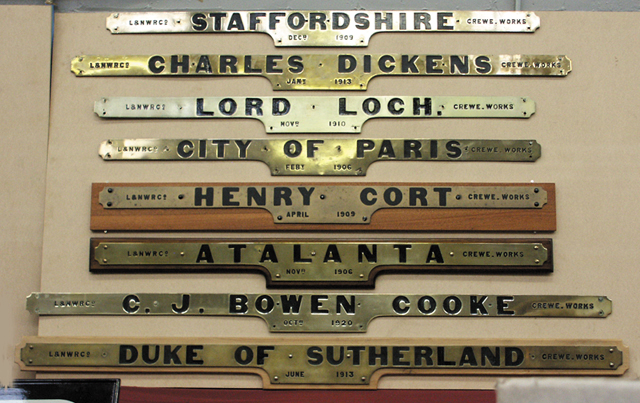 L&NWRCº STAFFORDSHIRE CREWE.WORKS
DECR 1909
L&NWRCº CHARLES DICKENS CREWE.WORKS
JANY 1913
L&NWRCº LORD LOCH. CREWE.WORKS
NOVR 1910
L&NWRCº CITY OF PARIS CREWE.WORKS
FEBY 1906
L&NWRCº HENRY CORT CREWE.WORKS
APRIL 1909
L&NWRCº ATALANTA CREWE.WORKS
NOVR 1906
L&NWRCº C. J. BOWEN COOKE CREWE.WORKS
OCTR 1920
L&NWRCº DUKE OF SUTHERLAND CREWE.WORKS
JUNE 1913